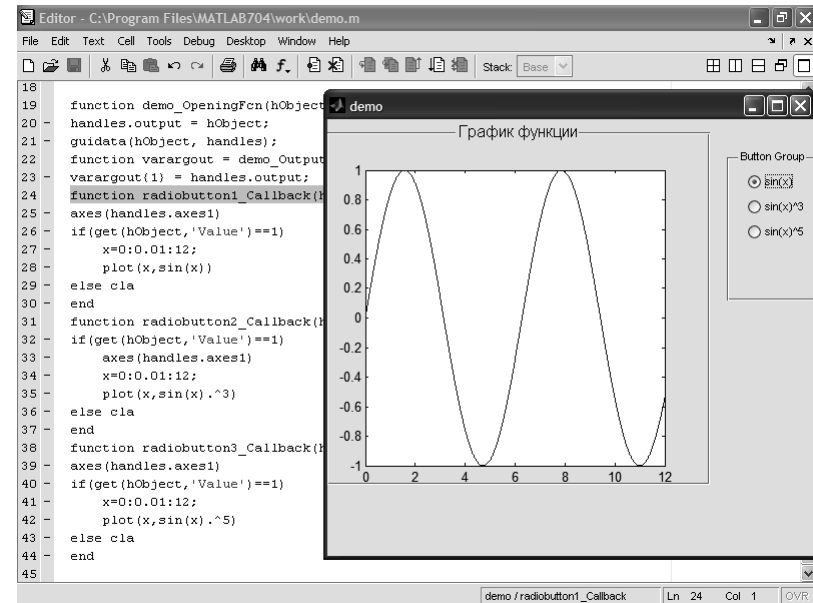 Editor - C:\Program Files\MATLAB704\work\demo.m
File Edit Text Cell Tools Debug Desktop Window Help
Stack: Base
18
19 function demo_OpeningFcn(hObject
20 - handles.output = hObject;
21 - guidata(hObject, handles);
22 function varargout = demo_Output
23 - varargout{1} = handles.output;
24 function radiobutton1_Callback(h
25 - axes(handles.axes1)
26 - if(get(hObject,'Value')==1)
27 - x=0:0.01:12;
28 - plot(x,sin(x))
29 - else cla
30 - end
31 function radiobutton2_Callback(h
32 - if(get(hObject,'Value')==1)
33 - axes(handles.axes1)
34 - x=0:0.01:12;
35 - plot(x,sin(x).^3)
36 - else cla
37 - end
38 function radiobutton3_Callback(h
39 - axes(handles.axes1)
40 - if(get(hObject,'Value')==1)
41 - x=0:0.01:12;
42 - plot(x,sin(x).^5)
43 - else cla
44 - end
45
demo
График функции
1
0.8
0.6
0.4
0.2
0
-0.2
-0.4
-0.6
-0.8
-1
0 2 4 6 8 10 12
Button Group
sin(x)
sin(x)^3
sin(x)^5
demo / radiobutton1_Callback Ln 24 Col 1 OVR